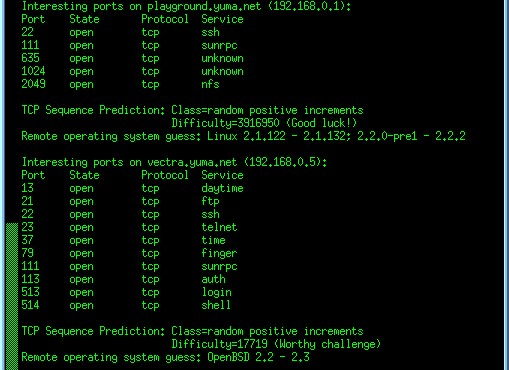 Interesting ports on playground.yuma.net (192.168.0.1):
Port State Protocol Service
22 open tcp ssh
111 open tcp sunrpc
635 open tcp unknown
1024 open tcp unknown
2049 open tcp nfs
TCP Sequence Prediction: Class=random positive increments
Difficulty=3916950 (Good luck!)
Remote operating system guess: Linux 2.1.122 - 2.1.132; 2.2.0-pre1 - 2.2.2
Interesting ports on vectra.yuma.net (192.168.0.5):
Port State Protocol Service
13 open tcp daytime
21 open tcp ftp
22 open tcp ssh
23 open tcp telnet
37 open tcp time
79 open tcp finger
111 open tcp sunrpc
113 open tcp auth
513 open tcp login
514 open tcp shell
TCP Sequence Prediction: Class=random positive increments
Difficulty=17719 (Worthy challenge)
Remote operating system guess: OpenBSD 2.2 - 2.3